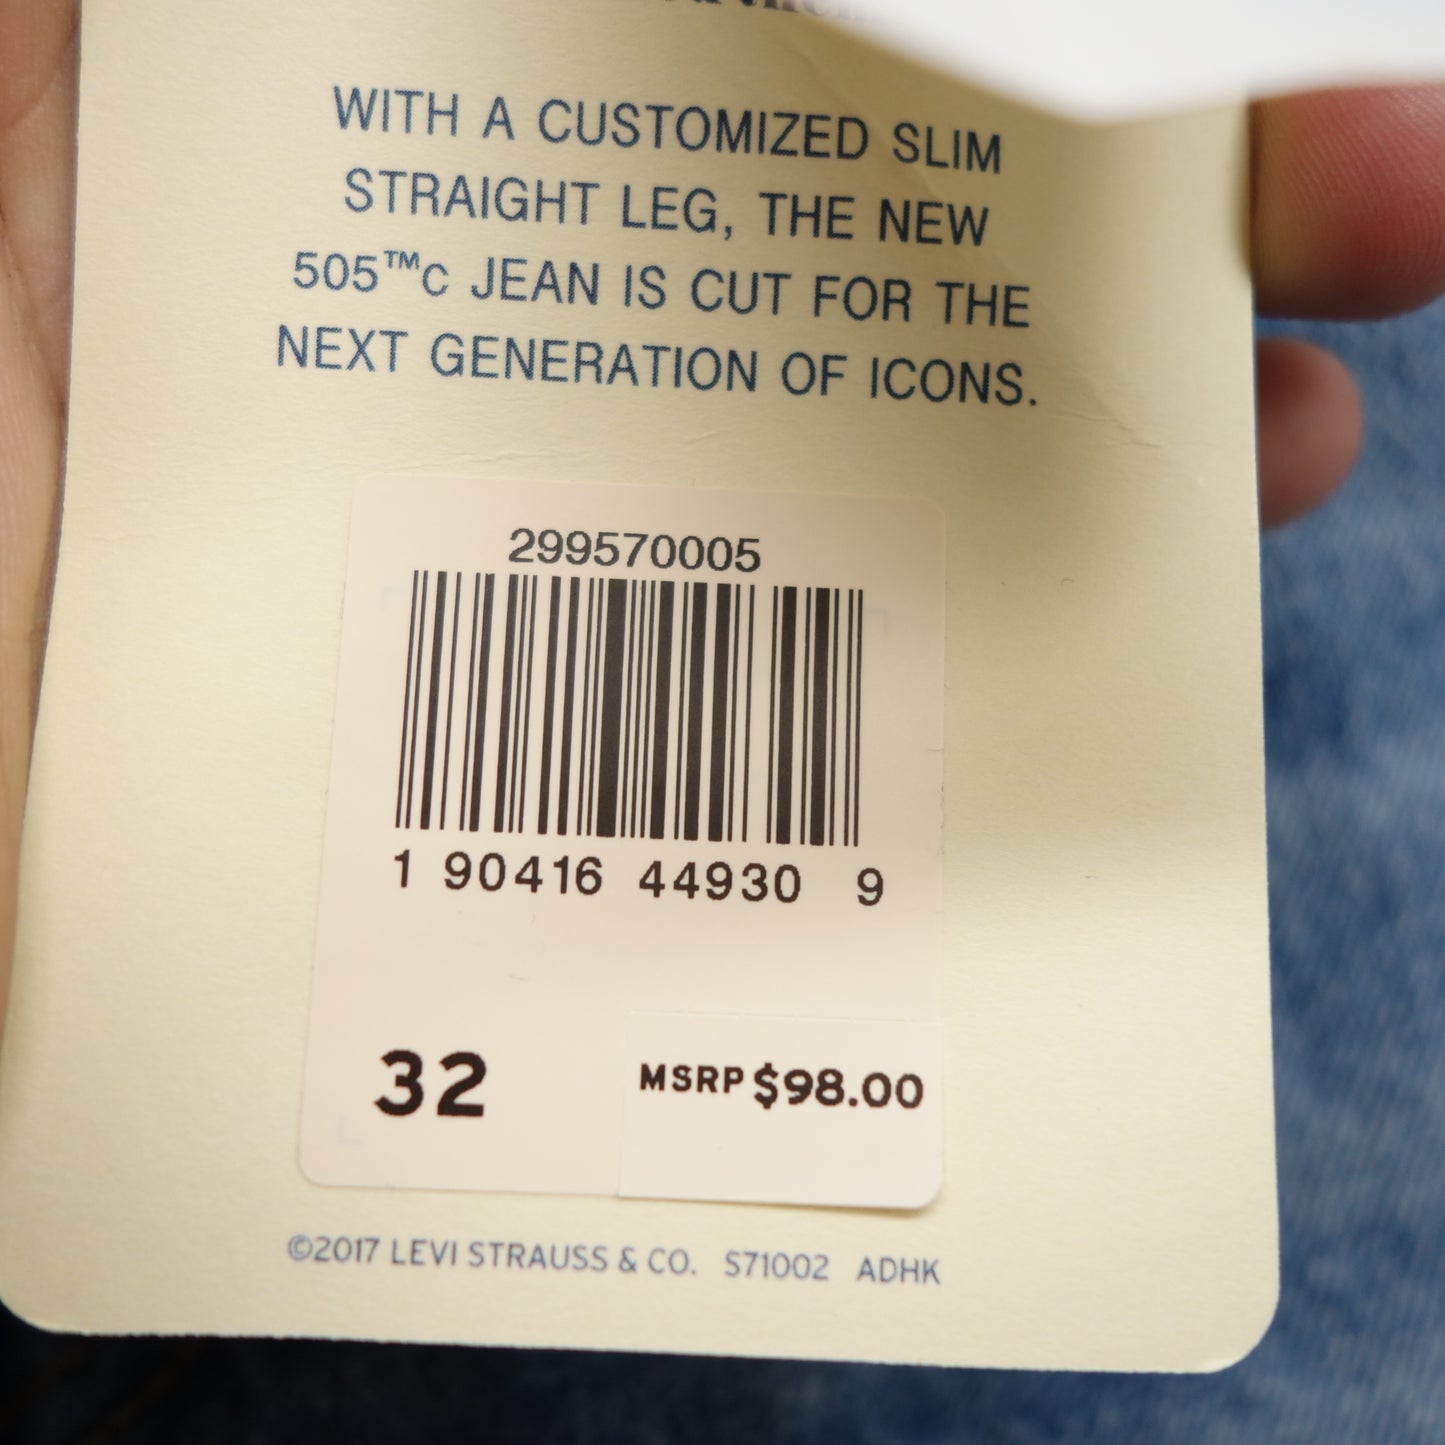 WITH A CUSTOMIZED SLIM
STRAIGHT LEG, THE NEW
505™C JEAN IS CUT FOR THE
NEXT GENERATION OF ICONS.
299570005
1 90416 44930 9
32 MSRP $98.00
©2017 LEVI STRAUSS & CO. S71002 ADHK